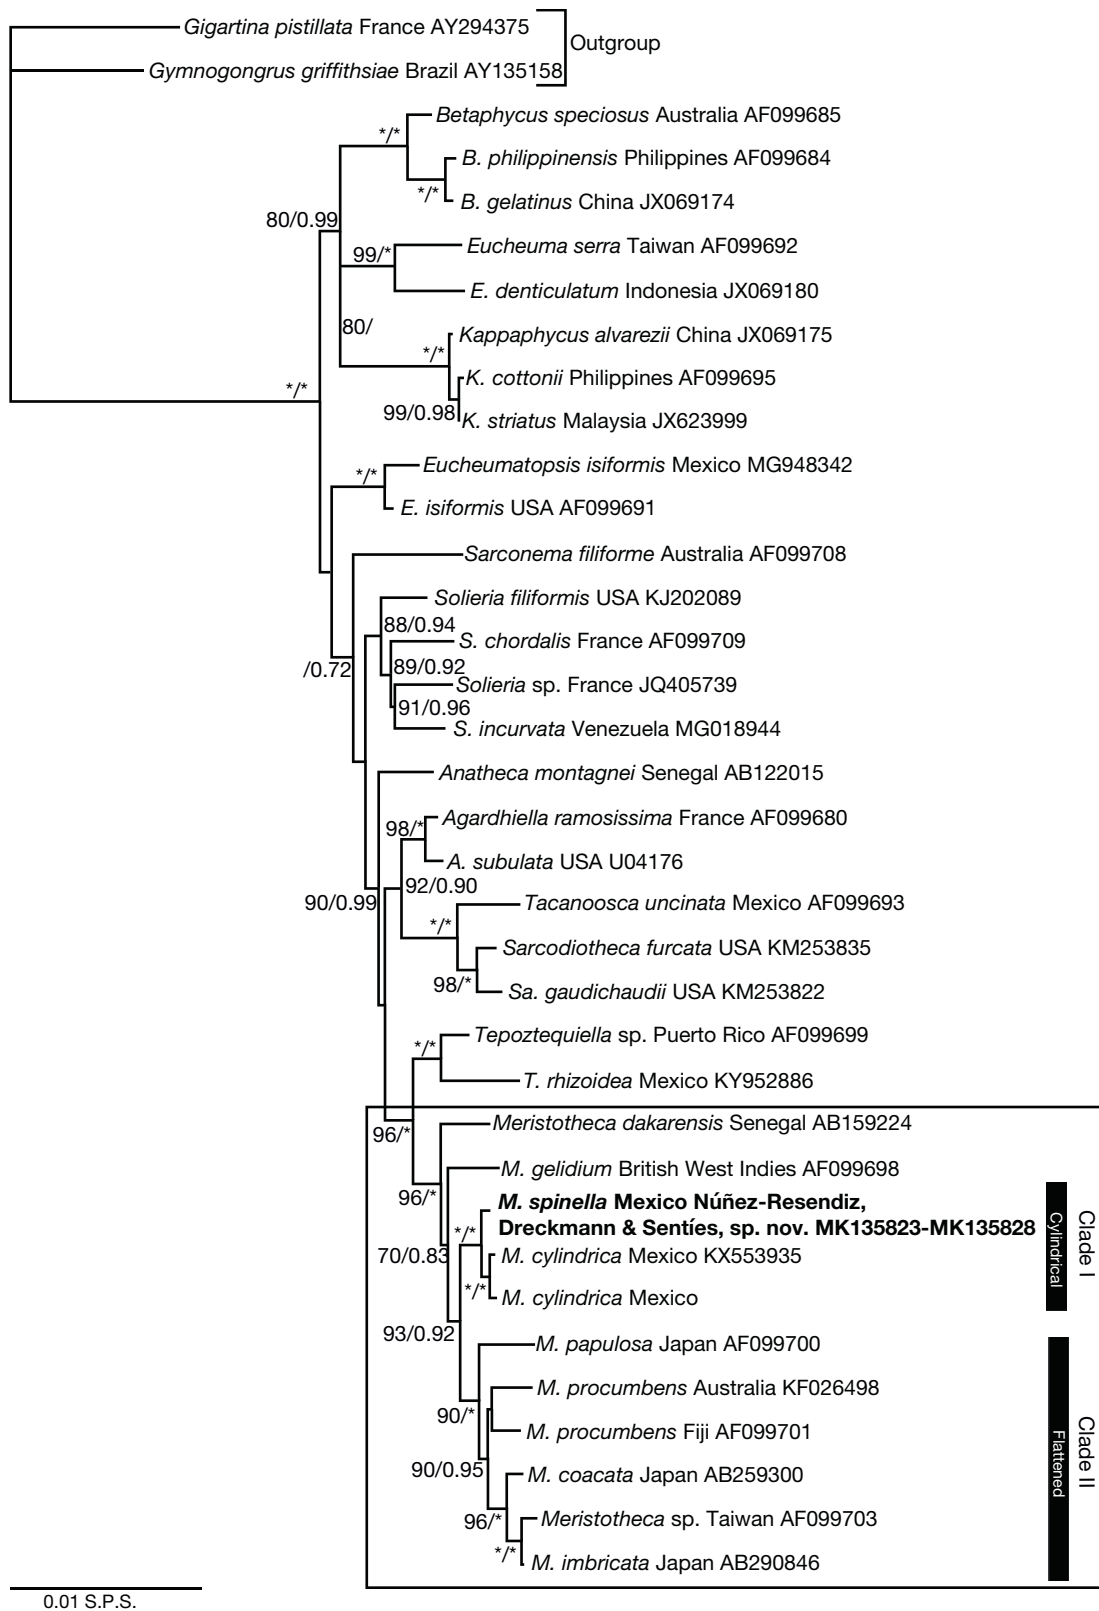 Gigartina pistillata France AY294375
Outgroup
Gymnogongrus griffithsiae Brazil AY135158
Betaphycus speciosus Australia AF099685
*/*
B. philippinensis Philippines AF099684
*/*
B. gelatinus China JX069174
80/0.99
Eucheuma serra Taiwan AF099692
99/*
E. denticulatum Indonesia JX069180
80/
Kappaphycus alvarezii China JX069175
*/*
K. cottonii Philippines AF099695
*/*
99/0.98
K. striatus Malaysia JX623999
Eucheumatopsis isiformis Mexico MG948342
*/*
E. isiformis USA AF099691
Sarconema filiforme Australia AF099708
Solieria filiformis USA KJ202089
88/0.94
S. chordalis France AF099709
/0.72
89/0.92
Solieria sp. France JQ405739
91/0.96
S. incurvata Venezuela MG018944
Anatheca montagnei Senegal AB122015
Agardhiella ramosissima France AF099680
98/*
A. subulata USA U04176
92/0.90
90/0.99
Tacanoosca uncinata Mexico AF099693
*/*
Sarcodiotheca furcata USA KM253835
98/*
Sa. gaudichaudii USA KM253822
Tepoztequiella sp. Puerto Rico AF099699
*/*
T. rhizoidea Mexico KY952886
Meristotheca dakarensis Senegal AB159224
96/*
M. gelidium British West Indies AF099698
96/*
M. spinella Mexico Núñez-Resendiz,
Dreckmann & Sentíes, sp. nov. MK135823-MK135828
*/*
70/0.83
M. cylindrica Mexico KX553935
*/*
M. cylindrica Mexico
Cylindrical
Clade I
93/0.92
M. papulosa Japan AF099700
M. procumbens Australia KF026498
90/*
M. procumbens Fiji AF099701
90/0.95
M. coacata Japan AB259300
96/*
Meristotheca sp. Taiwan AF099703
*/*
M. imbricata Japan AB290846
Flattened
Clade II
0.01 S.P.S.